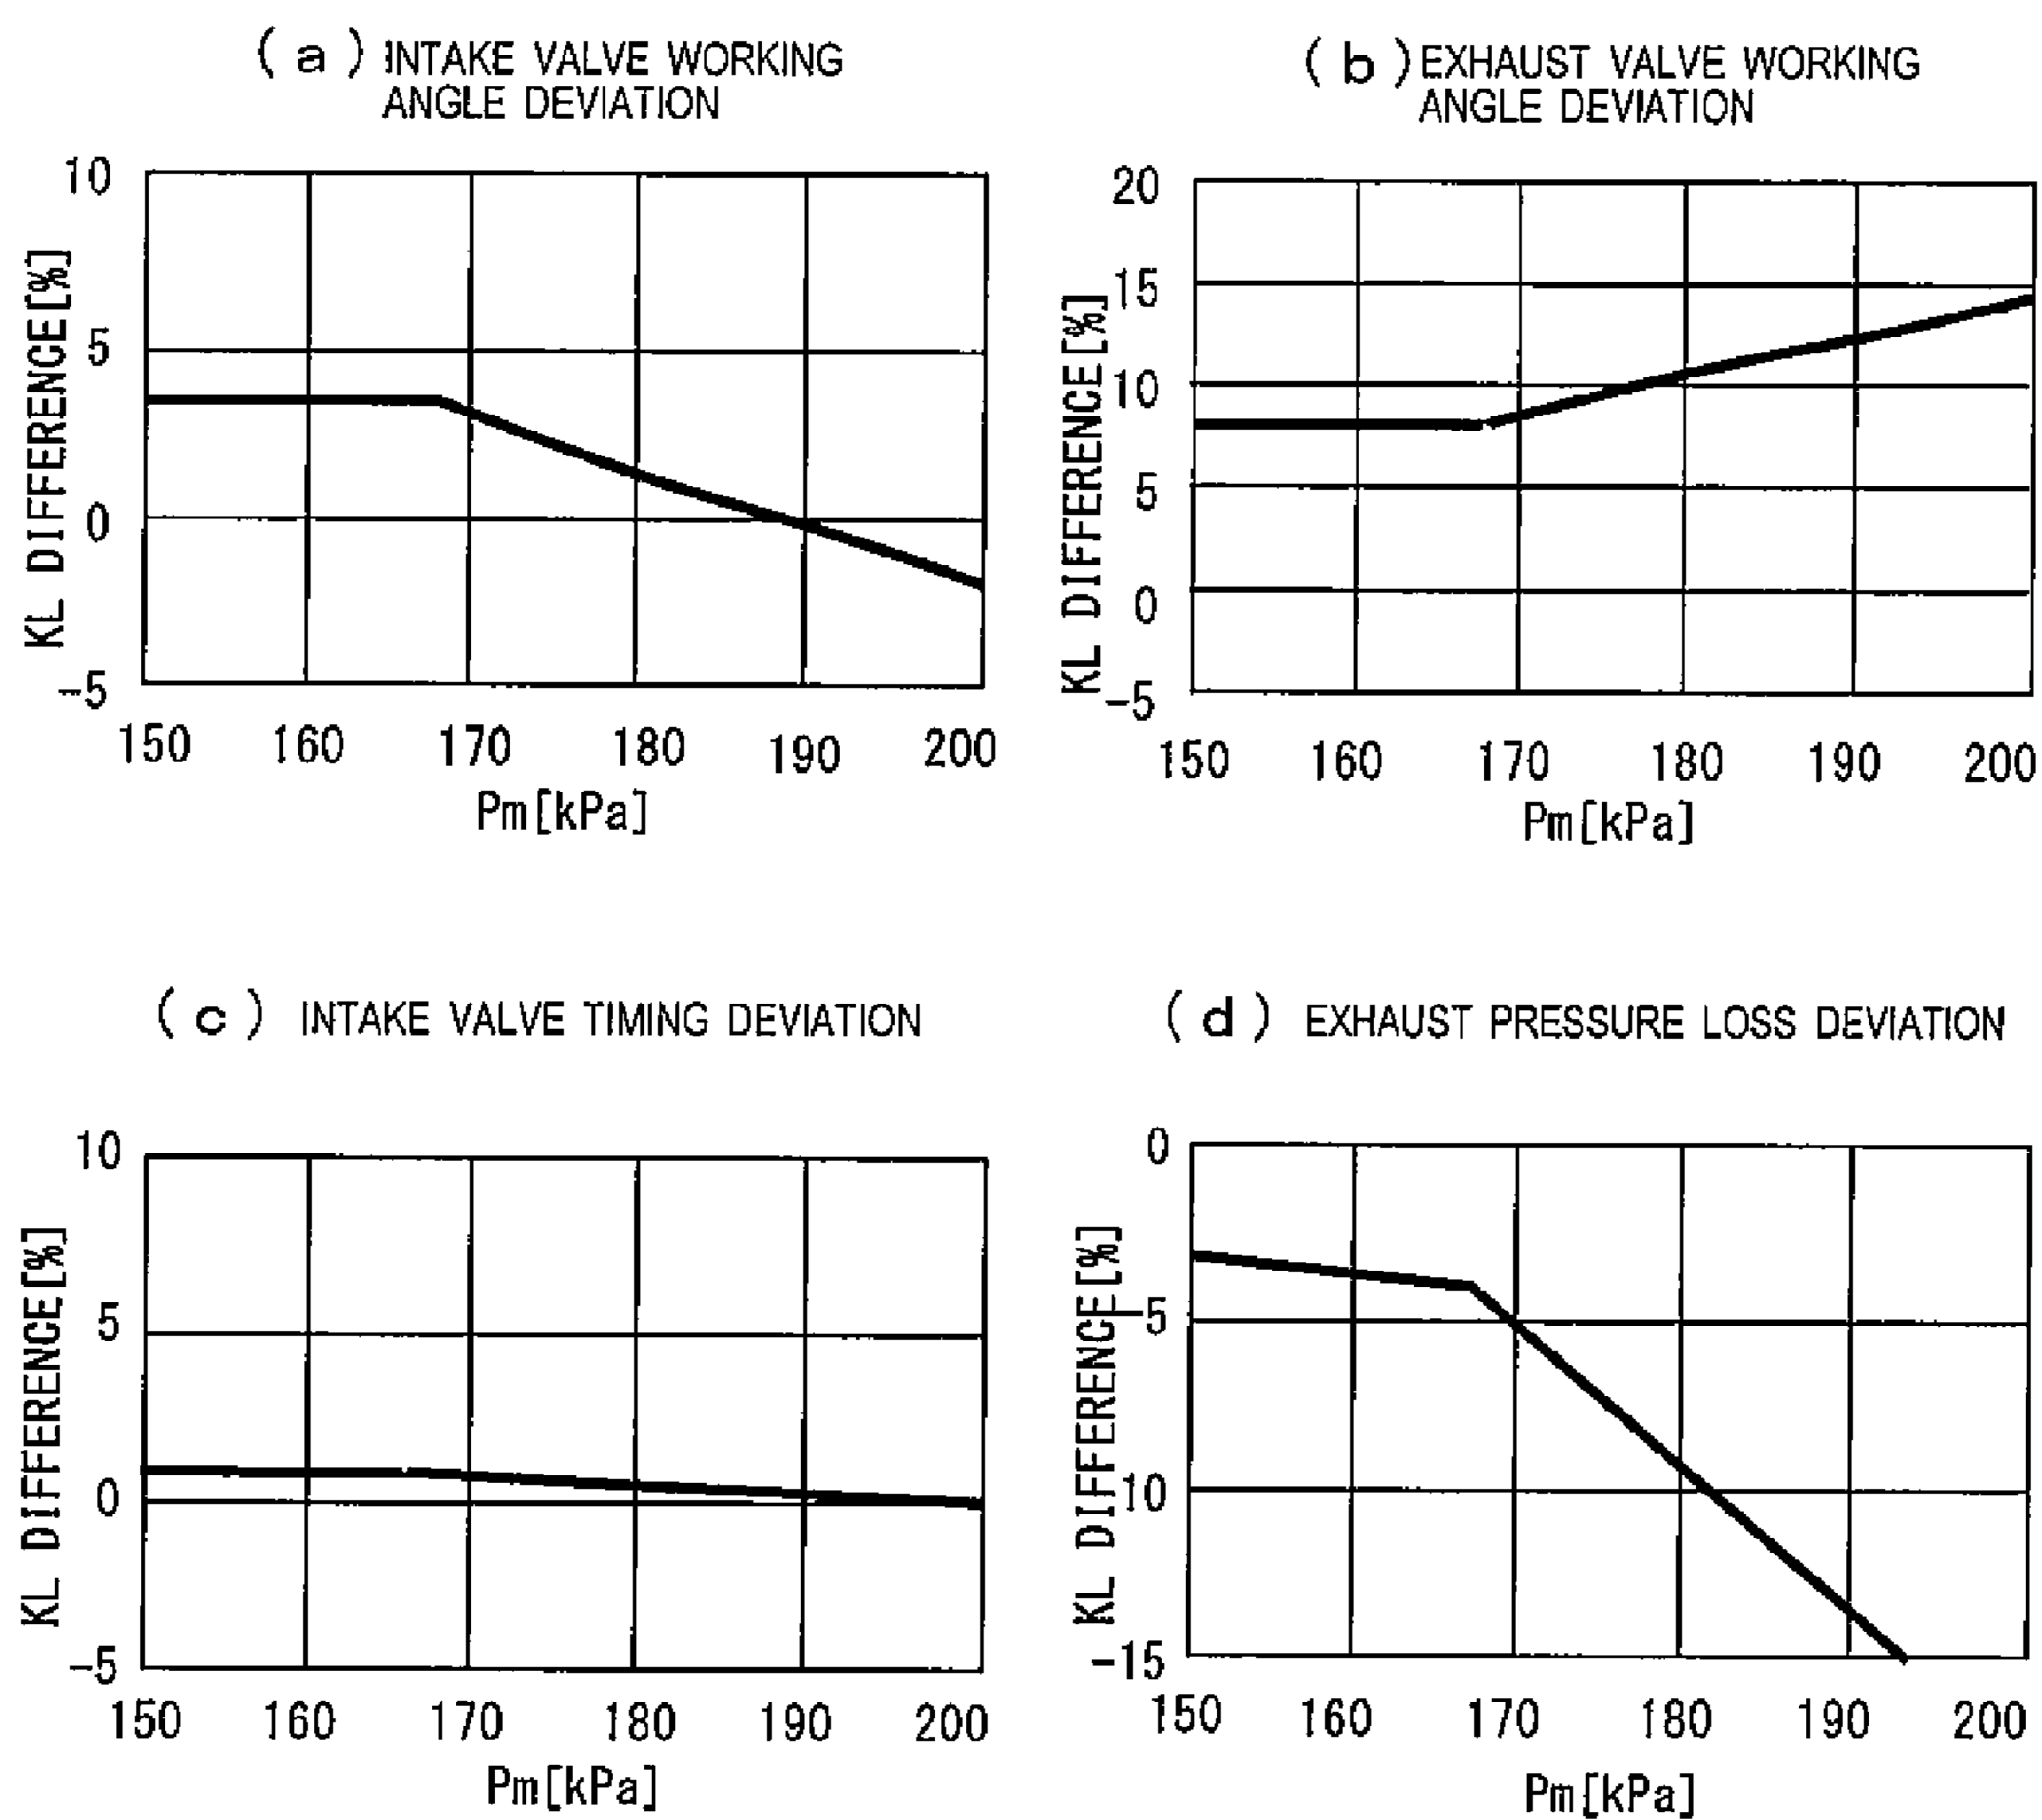 (a) INTAKE VALVE WORKING
ANGLE DEVIATION
10
5
0
-5
KL DIFFERENCE[%]
150 160 170 180 190 200
Pm[kPa]
(b) EXHAUST VALVE WORKING
ANGLE DEVIATION
20
15
10
5
0
-5
KL DIFFERENCE[%]
150 160 170 180 190 200
Pm[kPa]
(c) INTAKE VALVE TIMING DEVIATION
10
5
0
-5
KL DIFFERENCE[%]
150 160 170 180 190 200
Pm[kPa]
(d) EXHAUST PRESSURE LOSS DEVIATION
0
-5
-10
-15
KL DIFFERENCE[%]
150 160 170 180 190 200
Pm[kPa]